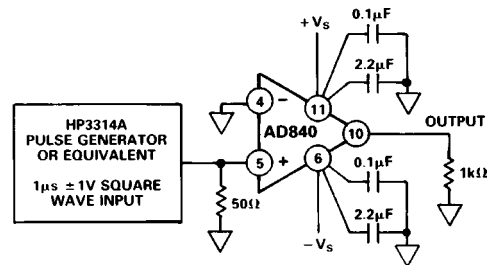 0.1µF
+VS
2.2µF
4
−
11
AD840
10
OUTPUT
HP3314A
PULSE GENERATOR
OR EQUIVALENT
1µs ±1V SQUARE
WAVE INPUT
5
+
6
0.1µF
50Ω
1kΩ
2.2µF
−VS